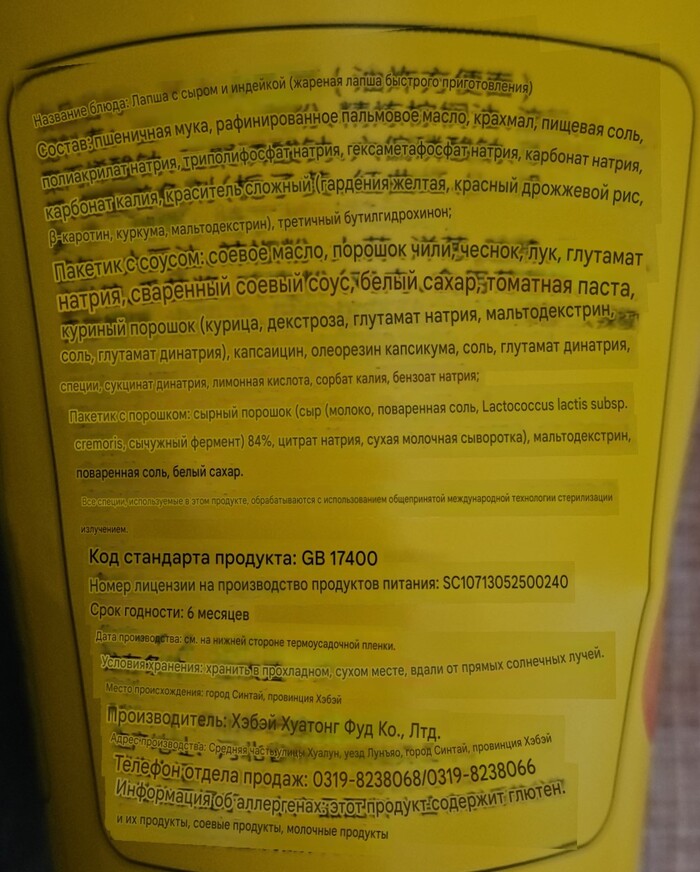 Название блюда: Лапша с сыром и индейкой (жареная лапша быстрого приготовления)
Состав: пшеничная мука, рафинированное пальмовое масло, крахмал, пищевая соль,
полиакрилат натрия, триполифосфат натрия, гексаметафосфат натрия, карбонат натрия,
карбонат калия, краситель сложный (гардения желтая, красный дрожжевой рис,
β-каротин, куркума, мальтодекстрин), третичный бутилгидрохинон;
Пакетик с соусом: соевое масло, порошок чили, чеснок, лук, глутамат
натрия, сваренный соевый соус, белый сахар, томатная паста,
куриный порошок (курица, декстроза, глутамат натрия, мальтодекстрин,
соль, глутамат динатрия), капсаицин, олеорезин капсикума, соль, глутамат динатрия,
специи, сукцинат динатрия, лимонная кислота, сорбат калия, бензоат натрия;
Пакетик с порошком: сырный порошок (сыр (молоко, поваренная соль, Lactococcus lactis subsp.
cremoris, сычужный фермент) 84%, цитрат натрия, сухая молочная сыворотка), мальтодекстрин,
поваренная соль, белый сахар.
Все специи, используемые в этом продукте, обрабатываются с использованием общепринятой международной технологии стерилизации
излучением.
Код стандарта продукта: GB 17400
Номер лицензии на производство продуктов питания: SC10713052500240
Срок годности: 6 месяцев
Дата производства: см. на нижней стороне термоусадочной пленки.
Условия хранения: хранить в прохладном, сухом месте, вдали от прямых солнечных лучей.
Место происхождения: город Синтай, провинция Хэбэй
Производитель: Хэбэй Хуатонг Фуд Ко., Лтд.
Адрес производства: Средняя часть улицы Хуалун, уезд Луньяо, город Синтай, провинция Хэбэй
Телефон отдела продаж: 0319-8238068/0319-8238066
Информация об аллергенах: этот продукт содержит глютен.
и их продукты, соевые продукты, молочные продукты